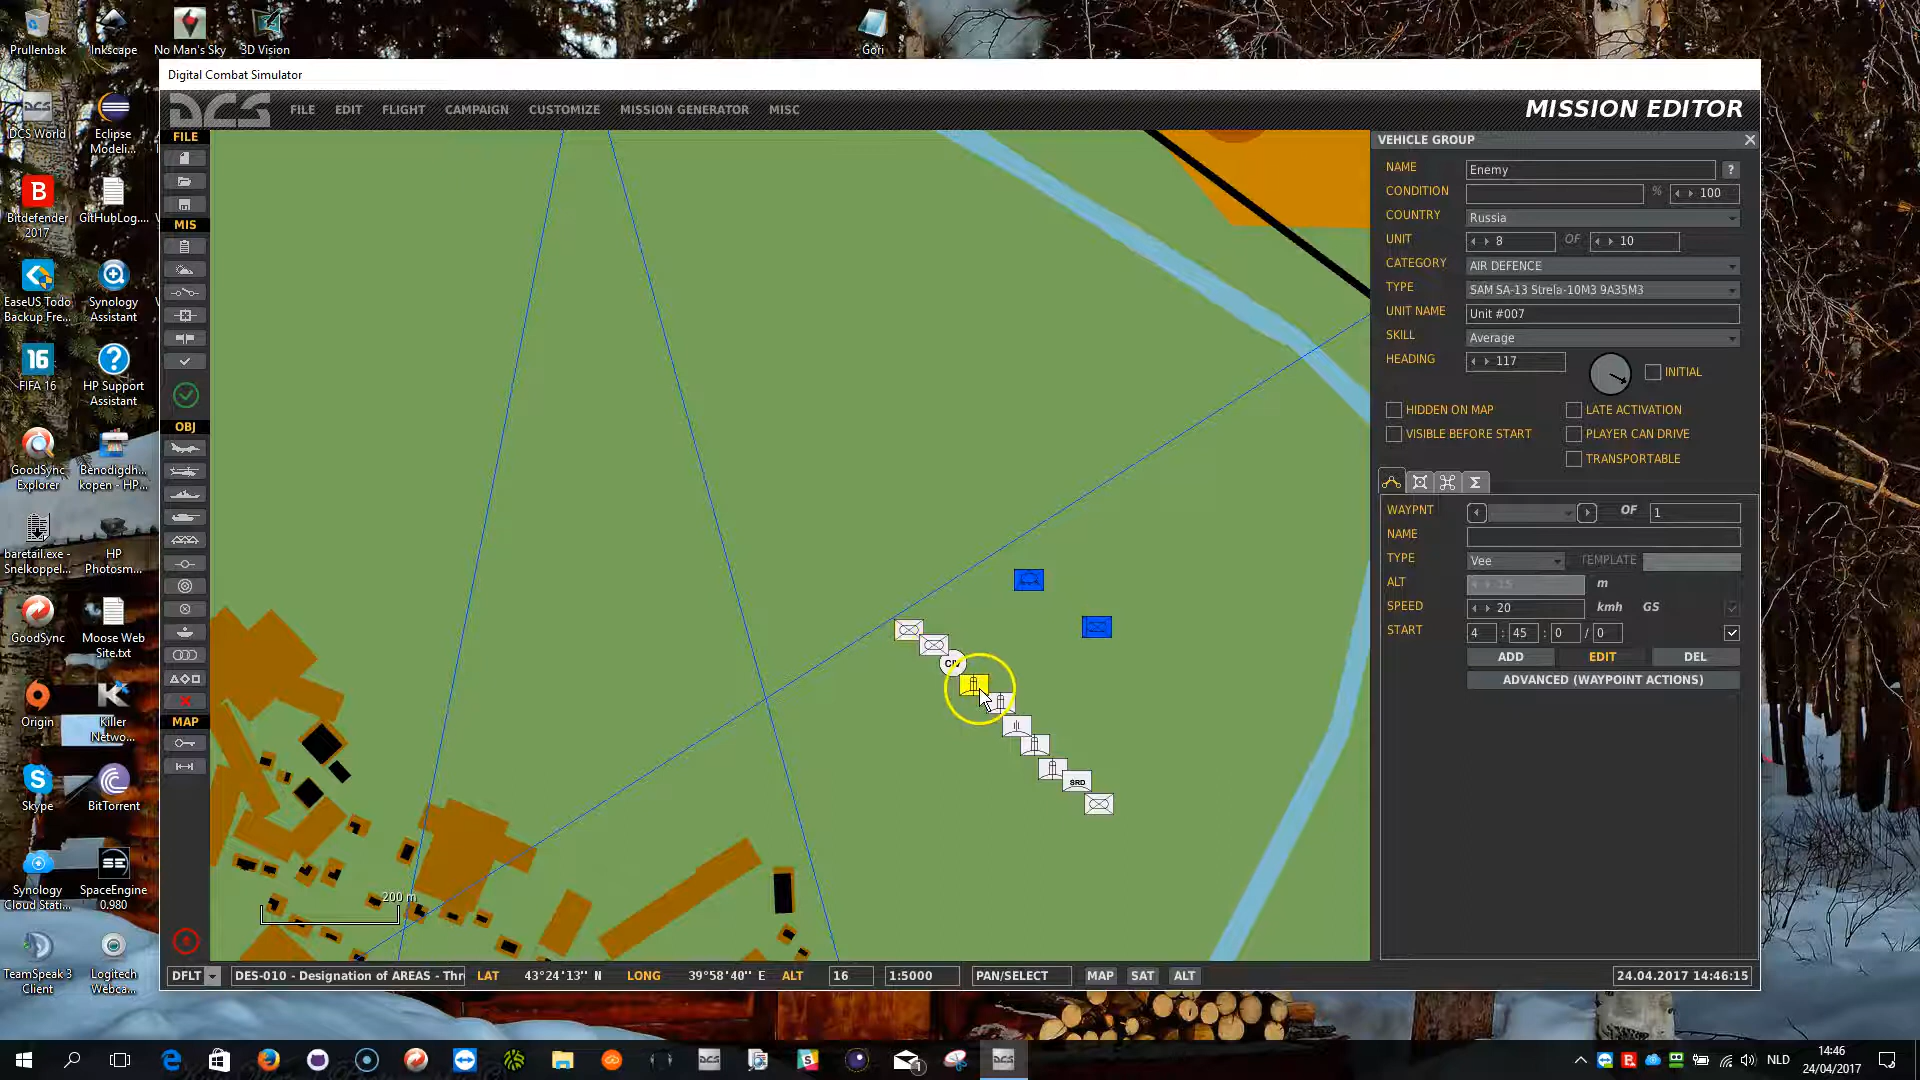 Prullenbak
Inkscape
No Man's Sky
3D Vision
Gori
Digital Combat Simulator
DCS
FILE
EDIT
FLIGHT
CAMPAIGN
CUSTOMIZE
MISSION GENERATOR
MISC
MISSION EDITOR
DCS World
Eclipse Modeli...
Bitdefender 2017
GitHubLog....
EaseUS Todo Backup Fre...
Synology Assistant
FIFA 16
HP Support Assistant
GoodSync Explorer
Benodigdh... kopen - HP...
baretail.exe - Snelkoppel...
HP Photosm...
GoodSync
Moose Web Site.txt
Origin
Killer Netwo...
Skype
BitTorrent
Synology Cloud Stati...
SpaceEngine 0.980
TeamSpeak 3 Client
Logitech Webca...
FILE
MIS
OBJ
MAP
CIV
SRD
200 m
VEHICLE GROUP
NAME Enemy ?
CONDITION % 100
COUNTRY Russia
UNIT 8 OF 10
CATEGORY AIR DEFENCE
TYPE SAM SA-13 Strela-10M3 9A35M3
UNIT NAME Unit #007
SKILL Average
HEADING 117
INITIAL
HIDDEN ON MAP LATE ACTIVATION
VISIBLE BEFORE START PLAYER CAN DRIVE
TRANSPORTABLE
WAYPNT OF 1
NAME
TYPE Vee TEMPLATE
ALT 15 m
SPEED 20 kmh GS
START 4 : 45 : 0 / 0
ADD EDIT DEL
ADVANCED (WAYPOINT ACTIONS)
DFLT DES-010 - Designation of AREAS - Thr LAT 43°24'13" N LONG 39°58'40" E ALT 16 1:5000 PAN/SELECT MAP SAT ALT 24.04.2017 14:46:15
NLD
14:46
24/04/2017